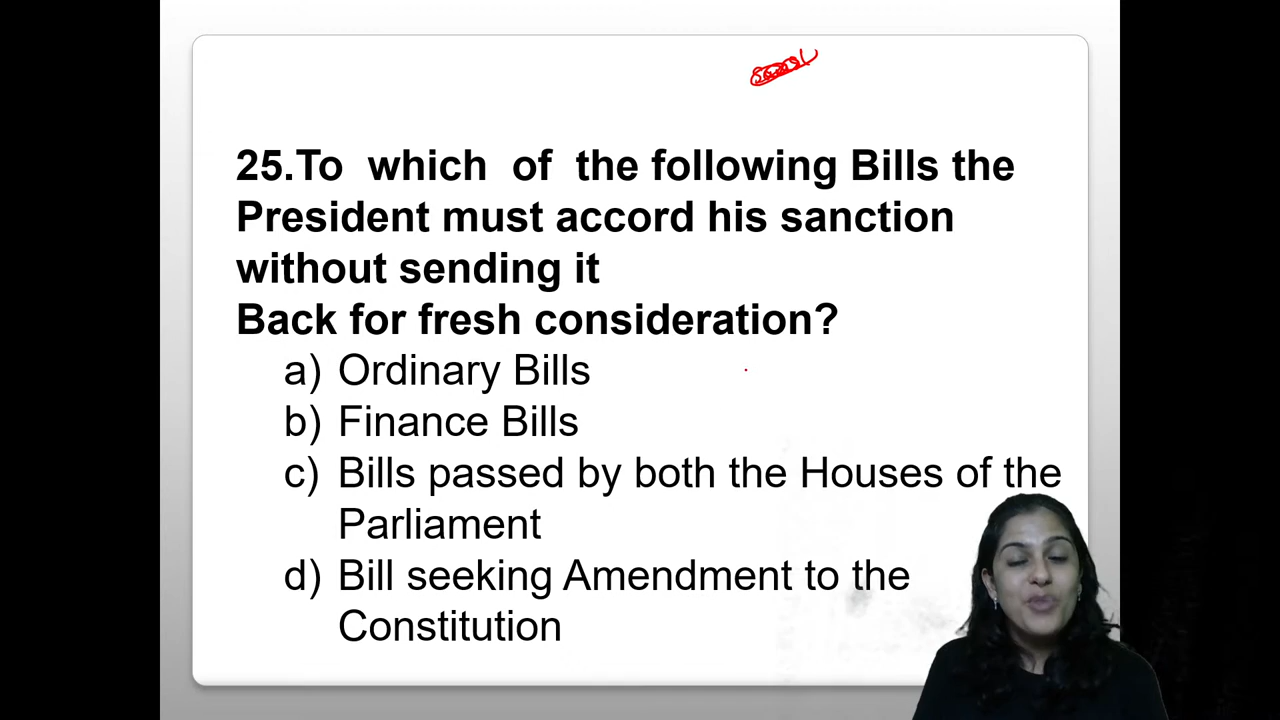 25.To which of the following Bills the
President must accord his sanction
without sending it
Back for fresh consideration?
a) Ordinary Bills
b) Finance Bills
c) Bills passed by both the Houses of the
Parliament
d) Bill seeking Amendment to the
Constitution